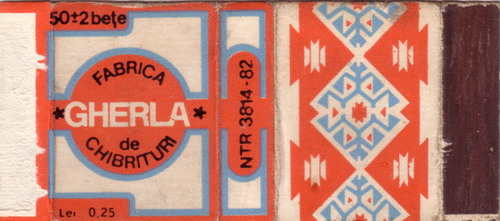 50±2 bețe
FABRICA
*GHERLA*
de
CHIBRITURI
Lei 0,25
NTR 3814-82